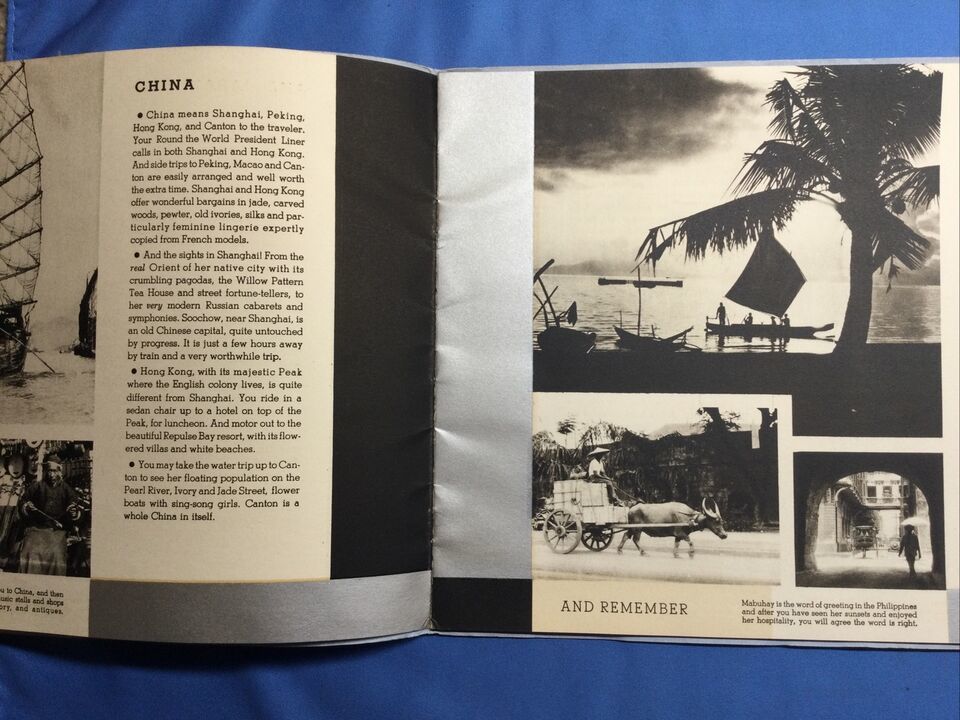 CHINA
● China means Shanghai, Peking,
Hong Kong, and Canton to the traveler.
Your Round the World President Liner
calls in both Shanghai and Hong Kong.
And side trips to Peking, Macao and Can-
ton are easily arranged and well worth
the extra time. Shanghai and Hong Kong
offer wonderful bargains in jade, carved
woods, pewter, old ivories, silks and par-
ticularly feminine lingerie expertly
copied from French models.
● And the sights in Shanghai! From the
real Orient of her native city with its
crumbling pagodas, the Willow Pattern
Tea House and street fortune-tellers, to
her very modern Russian cabarets and
symphonies. Soochow, near Shanghai, is
an old Chinese capital, quite untouched
by progress. It is just a few hours away
by train and a very worthwhile trip.
● Hong Kong, with its majestic Peak
where the English colony lives, is quite
different from Shanghai. You ride in a
sedan chair up to a hotel on top of the
Peak, for luncheon. And motor out to the
beautiful Repulse Bay resort, with its flow-
ered villas and white beaches.
● You may take the water trip up to Can-
ton to see her floating population on the
Pearl River, Ivory and Jade Street, flower
boats with sing-song girls. Canton is a
whole China in itself.
to China, and then
music stalls and shops
and antiques.
AND REMEMBER
Mabuhay is the word of greeting in the Philippines
and after you have seen her sunsets and enjoyed
her hospitality, you will agree the word is right.